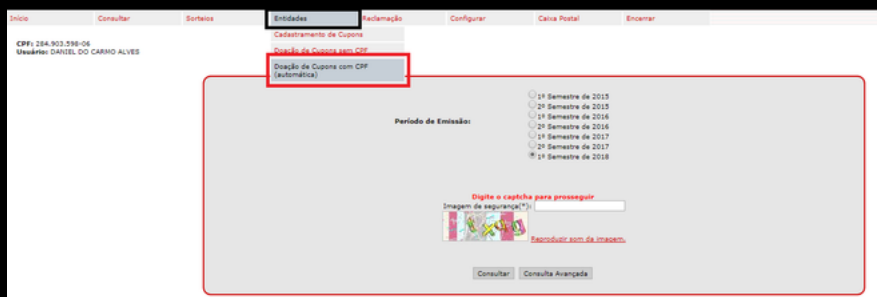 Início Consultar Sorteios Entidades Reclamação Configurar Caixa Postal Encerrar
Cadastramento de Cupons
CPF: 284.903.598-06
Usuário: DANIEL DO CARMO ALVES
Doação de Cupons sem CPF
Doação de Cupons com CPF
(automática)
1º Semestre de 2015
2º Semestre de 2015
1º Semestre de 2016
Período de Emissão:
2º Semestre de 2016
1º Semestre de 2017
2º Semestre de 2017
1º Semestre de 2018
Digite o captcha para prosseguir
Imagem de segurança(*):
Reproduzir som da imagem.
Consultar Consulta Avançada